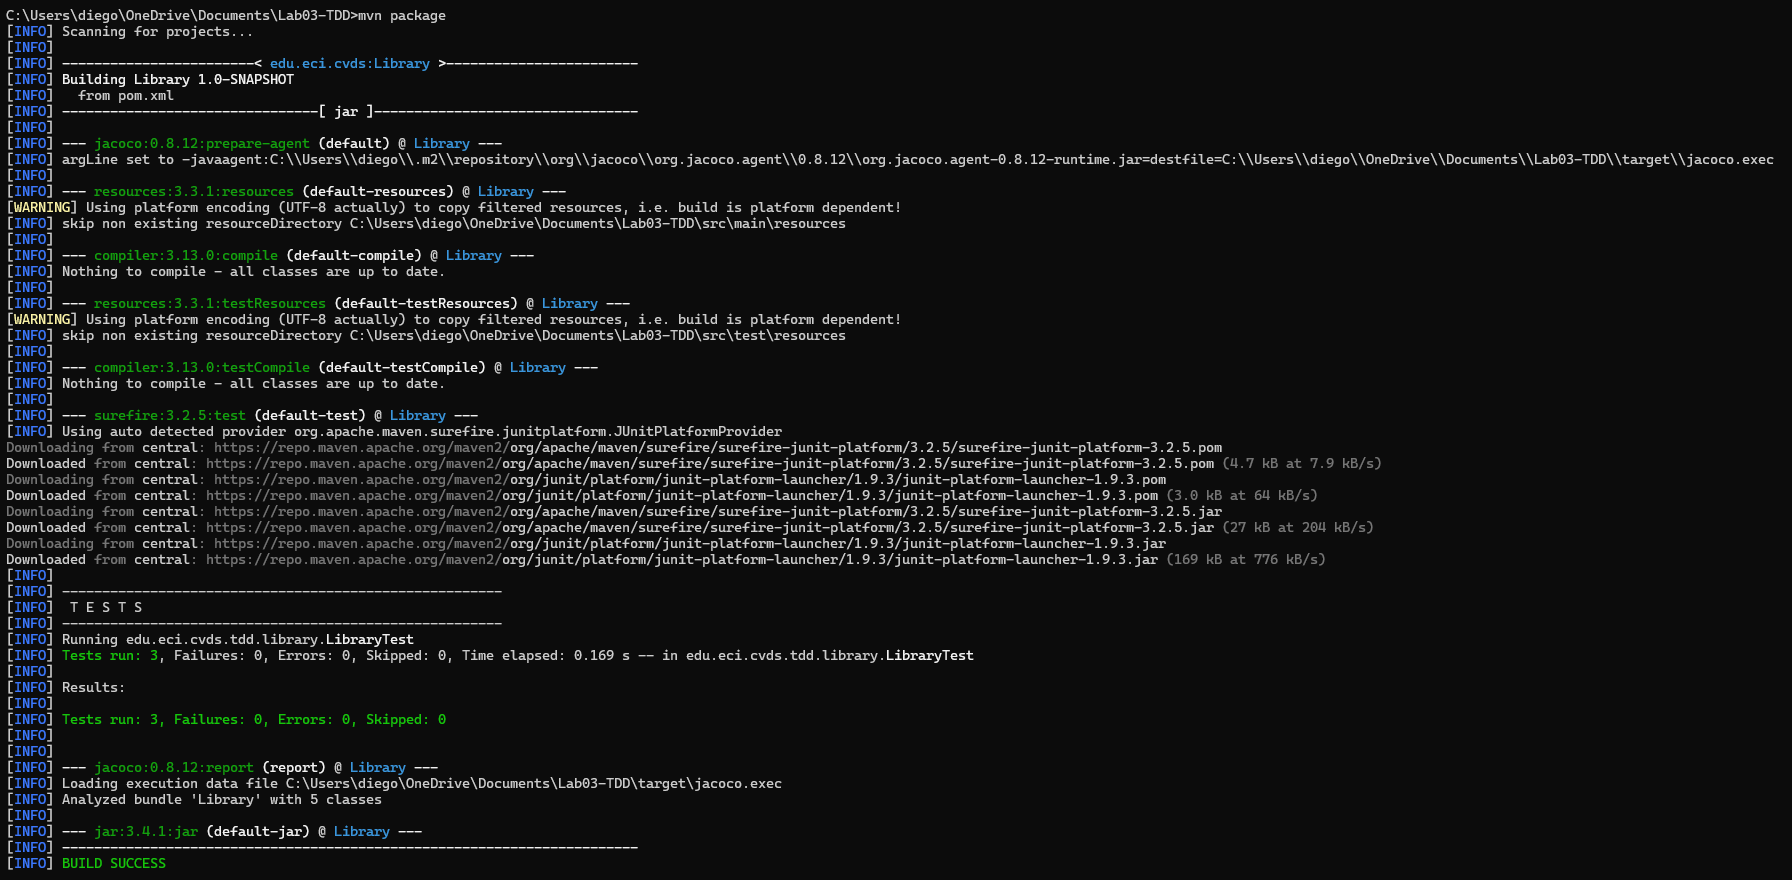 C:\Users\diego\OneDrive\Documents\Lab03-TDD>mvn package
[INFO] Scanning for projects...
[INFO]
[INFO] ------------------------< edu.eci.cvds:Library >------------------------
[INFO] Building Library 1.0-SNAPSHOT
[INFO]   from pom.xml
[INFO] --------------------------------[ jar ]---------------------------------
[INFO]
[INFO] --- jacoco:0.8.12:prepare-agent (default) @ Library ---
[INFO] argLine set to -javaagent:C:\\Users\\diego\\.m2\\repository\\org\\jacoco\\org.jacoco.agent\\0.8.12\\org.jacoco.agent-0.8.12-runtime.jar=destfile=C:\\Users\\diego\\OneDrive\\Documents\\Lab03-TDD\\target\\jacoco.exec
[INFO]
[INFO] --- resources:3.3.1:resources (default-resources) @ Library ---
[WARNING] Using platform encoding (UTF-8 actually) to copy filtered resources, i.e. build is platform dependent!
[INFO] skip non existing resourceDirectory C:\Users\diego\OneDrive\Documents\Lab03-TDD\src\main\resources
[INFO]
[INFO] --- compiler:3.13.0:compile (default-compile) @ Library ---
[INFO] Nothing to compile - all classes are up to date.
[INFO]
[INFO] --- resources:3.3.1:testResources (default-testResources) @ Library ---
[WARNING] Using platform encoding (UTF-8 actually) to copy filtered resources, i.e. build is platform dependent!
[INFO] skip non existing resourceDirectory C:\Users\diego\OneDrive\Documents\Lab03-TDD\src\test\resources
[INFO]
[INFO] --- compiler:3.13.0:testCompile (default-testCompile) @ Library ---
[INFO] Nothing to compile - all classes are up to date.
[INFO]
[INFO] --- surefire:3.2.5:test (default-test) @ Library ---
[INFO] Using auto detected provider org.apache.maven.surefire.junitplatform.JUnitPlatformProvider
Downloading from central: https://repo.maven.apache.org/maven2/org/apache/maven/surefire/surefire-junit-platform/3.2.5/surefire-junit-platform-3.2.5.pom
Downloaded from central: https://repo.maven.apache.org/maven2/org/apache/maven/surefire/surefire-junit-platform/3.2.5/surefire-junit-platform-3.2.5.pom (4.7 kB at 7.9 kB/s)
Downloading from central: https://repo.maven.apache.org/maven2/org/junit/platform/junit-platform-launcher/1.9.3/junit-platform-launcher-1.9.3.pom
Downloaded from central: https://repo.maven.apache.org/maven2/org/junit/platform/junit-platform-launcher/1.9.3/junit-platform-launcher-1.9.3.pom (3.0 kB at 64 kB/s)
Downloading from central: https://repo.maven.apache.org/maven2/org/apache/maven/surefire/surefire-junit-platform/3.2.5/surefire-junit-platform-3.2.5.jar
Downloaded from central: https://repo.maven.apache.org/maven2/org/apache/maven/surefire/surefire-junit-platform/3.2.5/surefire-junit-platform-3.2.5.jar (27 kB at 204 kB/s)
Downloading from central: https://repo.maven.apache.org/maven2/org/junit/platform/junit-platform-launcher/1.9.3/junit-platform-launcher-1.9.3.jar
Downloaded from central: https://repo.maven.apache.org/maven2/org/junit/platform/junit-platform-launcher/1.9.3/junit-platform-launcher-1.9.3.jar (169 kB at 776 kB/s)
[INFO]
[INFO] -------------------------------------------------------
[INFO]  T E S T S
[INFO] -------------------------------------------------------
[INFO] Running edu.eci.cvds.tdd.library.LibraryTest
[INFO] Tests run: 3, Failures: 0, Errors: 0, Skipped: 0, Time elapsed: 0.169 s -- in edu.eci.cvds.tdd.library.LibraryTest
[INFO]
[INFO] Results:
[INFO]
[INFO] Tests run: 3, Failures: 0, Errors: 0, Skipped: 0
[INFO]
[INFO]
[INFO] --- jacoco:0.8.12:report (report) @ Library ---
[INFO] Loading execution data file C:\Users\diego\OneDrive\Documents\Lab03-TDD\target\jacoco.exec
[INFO] Analyzed bundle 'Library' with 5 classes
[INFO]
[INFO] --- jar:3.4.1:jar (default-jar) @ Library ---
[INFO] ------------------------------------------------------------------------
[INFO] BUILD SUCCESS